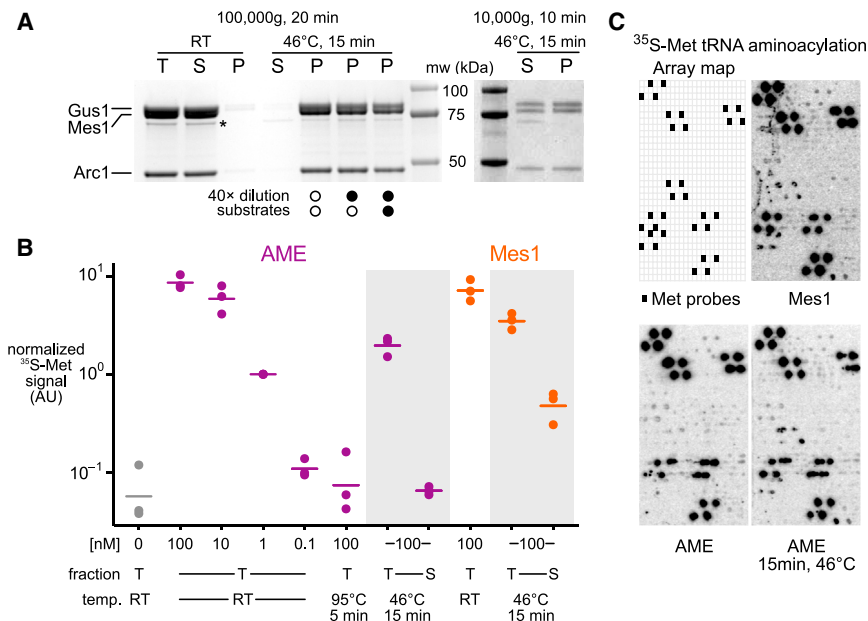 A
100,000g, 20 min
10,000g, 10 min
RT
46°C, 15 min
46°C, 15 min
T S P S P P P mw (kDa) S P
Gus1
Mes1
*
Arc1
100
75
50
40× dilution
substrates
B
AME
Mes1
normalized
³⁵S-Met
signal
(AU)
10¹
10⁰
10⁻¹
[nM] 0 100 10 1 0.1 100 –100– 100 –100–
fraction T T T T S T T S
temp. RT RT 95°C 46°C RT 46°C
5 min 15 min 15 min
C
³⁵S-Met tRNA aminoacylation
Array map
Met probes
Mes1
AME
AME
15min, 46°C